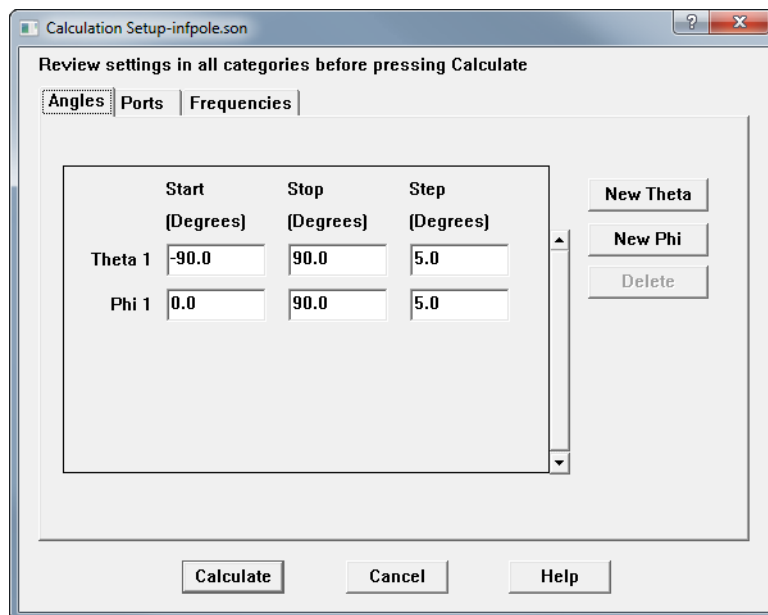 Calculation Setup-infpole.son
?
X
Review settings in all categories before pressing Calculate
Angles Ports Frequencies
Start Stop Step
(Degrees) (Degrees) (Degrees)
Theta 1 -90.0 90.0 5.0
Phi 1 0.0 90.0 5.0
New Theta
New Phi
Delete
Calculate Cancel Help